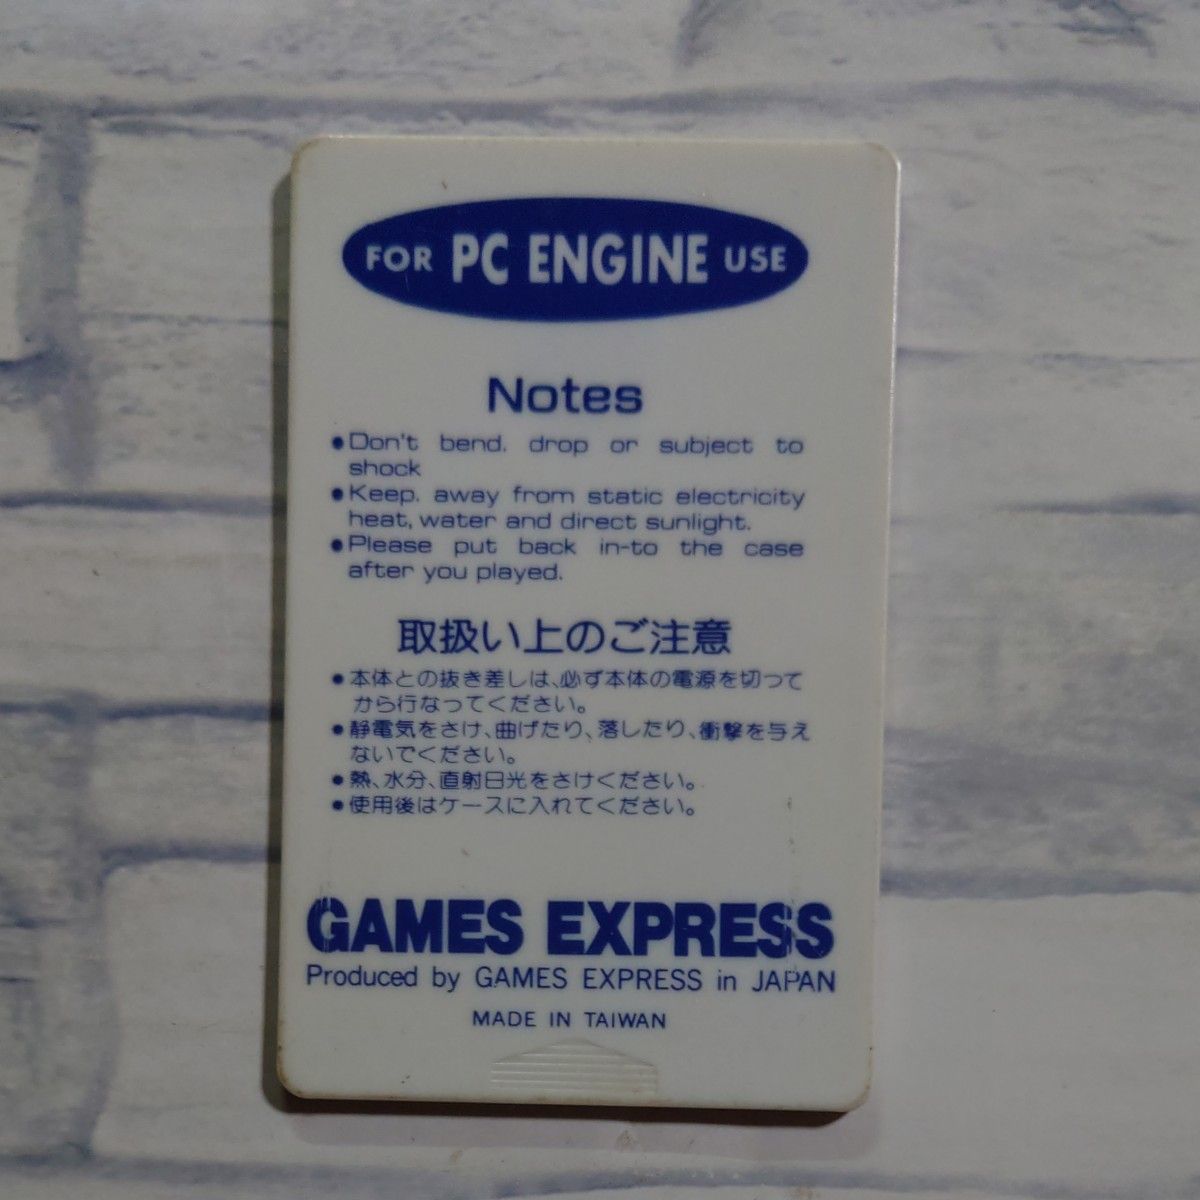 FOR PC ENGINE USE
Notes
●Don't bend. drop or subject to
shock
●Keep. away from static electricity
heat, water and direct sunlight.
●Please put back in-to the case
after you played.
取扱い上のご注意
●本体との抜き差しは、必ず本体の電源を切って
から行なってください。
●静電気をさけ、曲げたり、落したり、衝撃を与え
ないでください。
●熱、水分、直射日光をさけください。
●使用後はケースに入れてください。
GAMES EXPRESS
Produced by GAMES EXPRESS in JAPAN
MADE IN TAIWAN